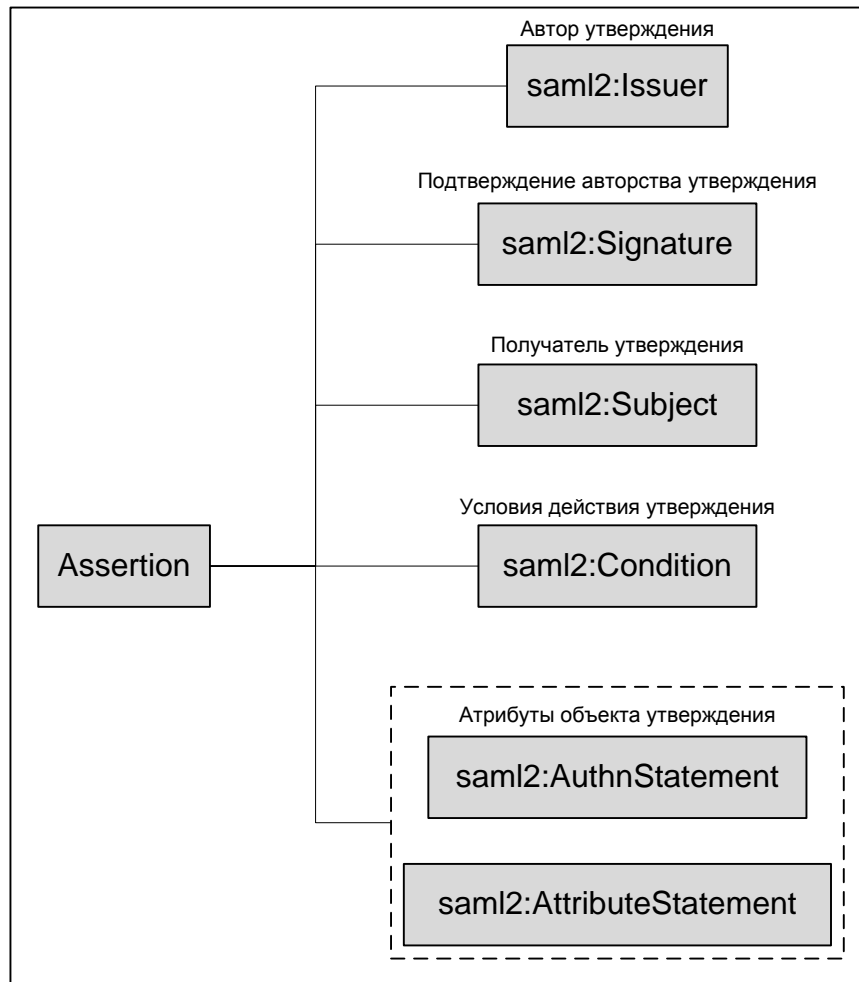 Автор утверждения
saml2:Issuer
Подтверждение авторства утверждения
saml2:Signature
Получатель утверждения
saml2:Subject
Условия действия утверждения
Assertion
saml2:Condition
Атрибуты объекта утверждения
saml2:AuthnStatement
saml2:AttributeStatement